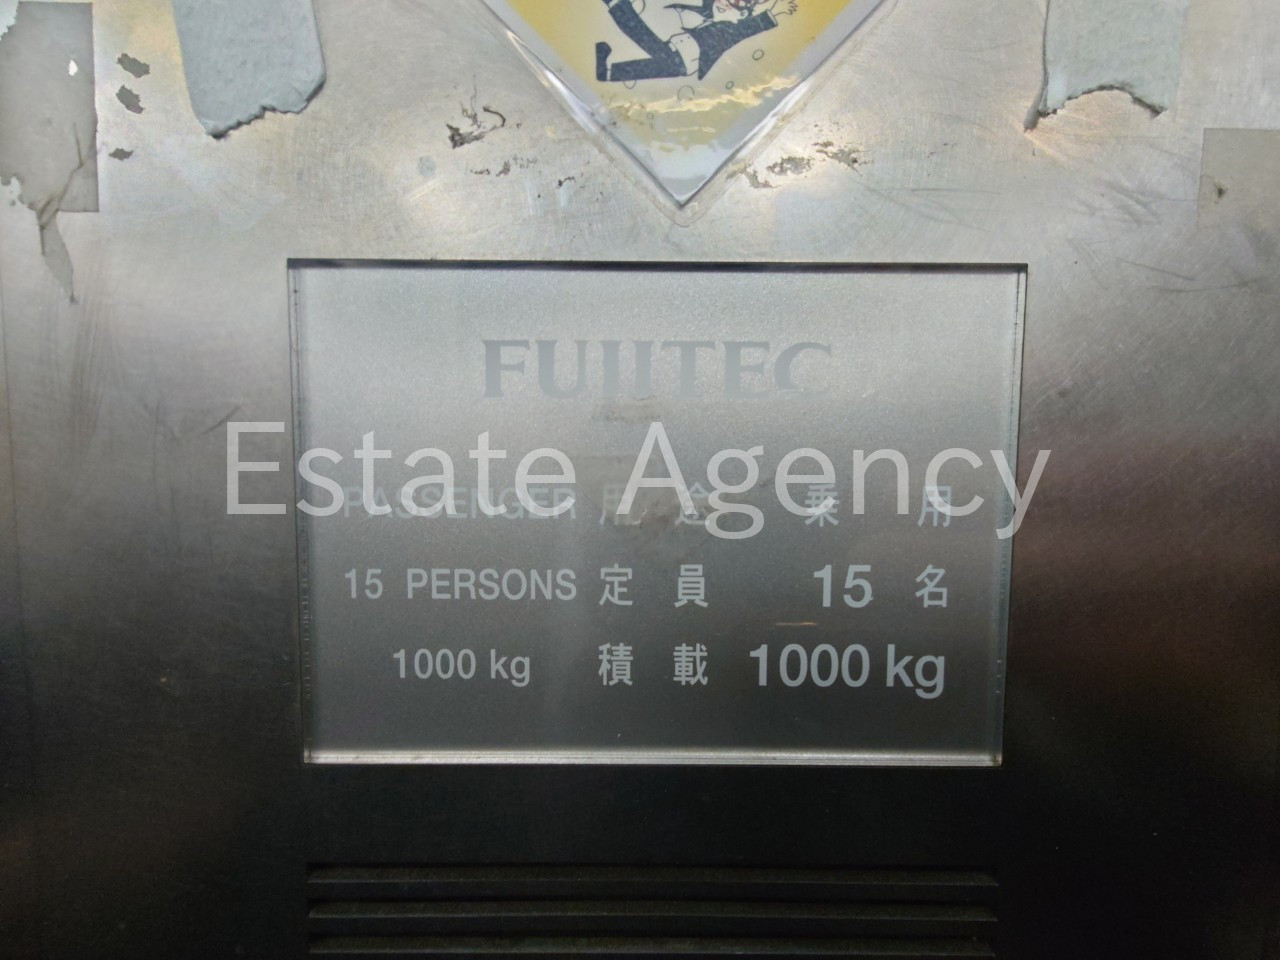 FUJITEC
Estate Agency
PASSENGER 用途 乗用
15 PERSONS 定員 15 名
1000 kg 積載 1000 kg